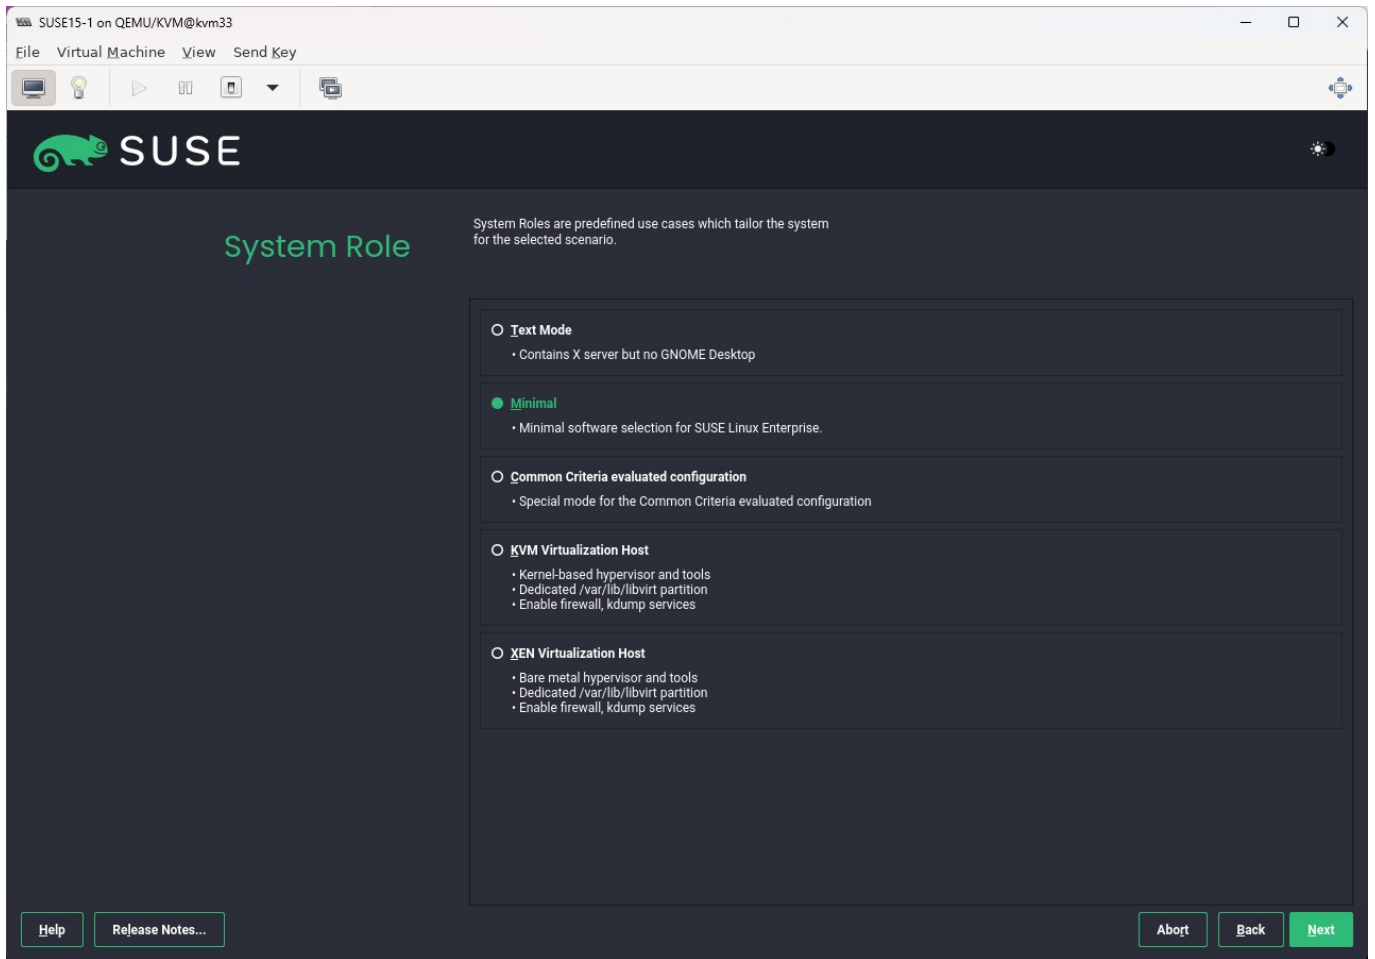 SUSE15-1 on QEMU/KVM@kvm33
File Virtual Machine View Send Key
SUSE
System Role
System Roles are predefined use cases which tailor the system
for the selected scenario.
Text Mode
• Contains X server but no GNOME Desktop
Minimal
• Minimal software selection for SUSE Linux Enterprise.
Common Criteria evaluated configuration
• Special mode for the Common Criteria evaluated configuration
KVM Virtualization Host
• Kernel-based hypervisor and tools
• Dedicated /var/lib/libvirt partition
• Enable firewall, kdump services
XEN Virtualization Host
• Bare metal hypervisor and tools
• Dedicated /var/lib/libvirt partition
• Enable firewall, kdump services
Help Release Notes... Abort Back Next